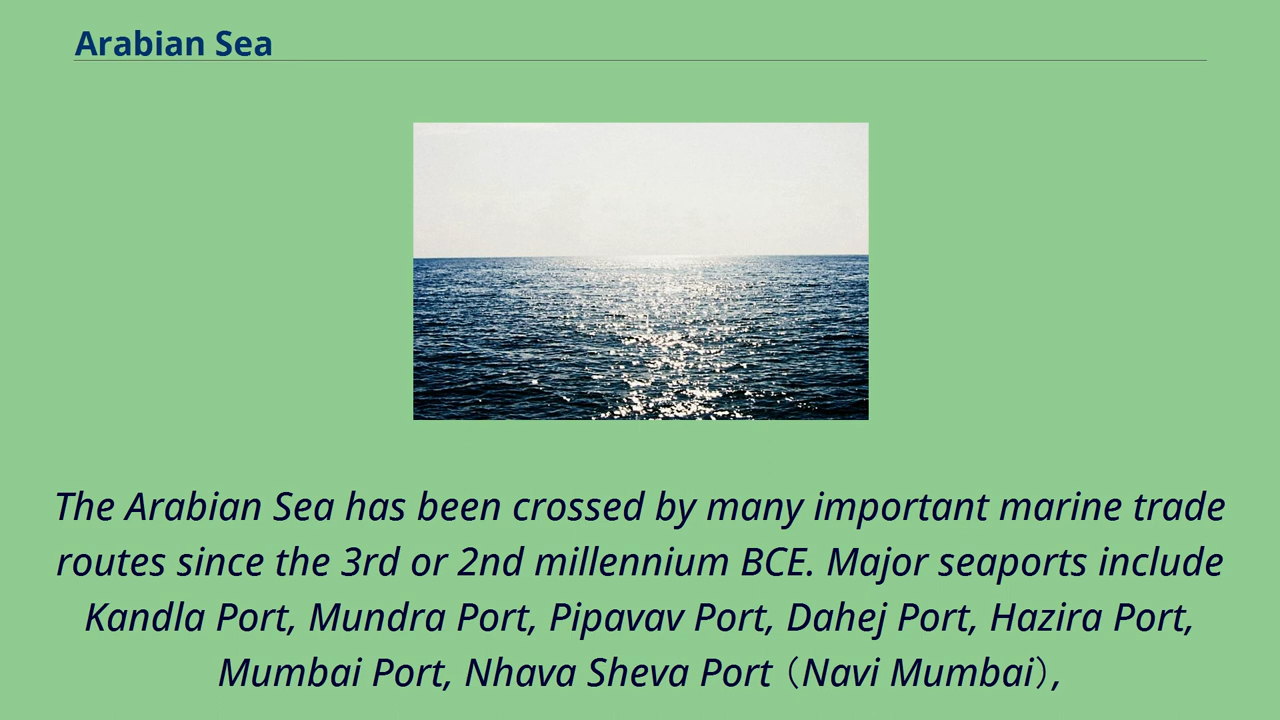 Arabian Sea
The Arabian Sea has been crossed by many important marine trade
routes since the 3rd or 2nd millennium BCE. Major seaports include
Kandla Port, Mundra Port, Pipavav Port, Dahej Port, Hazira Port,
Mumbai Port, Nhava Sheva Port（Navi Mumbai）,